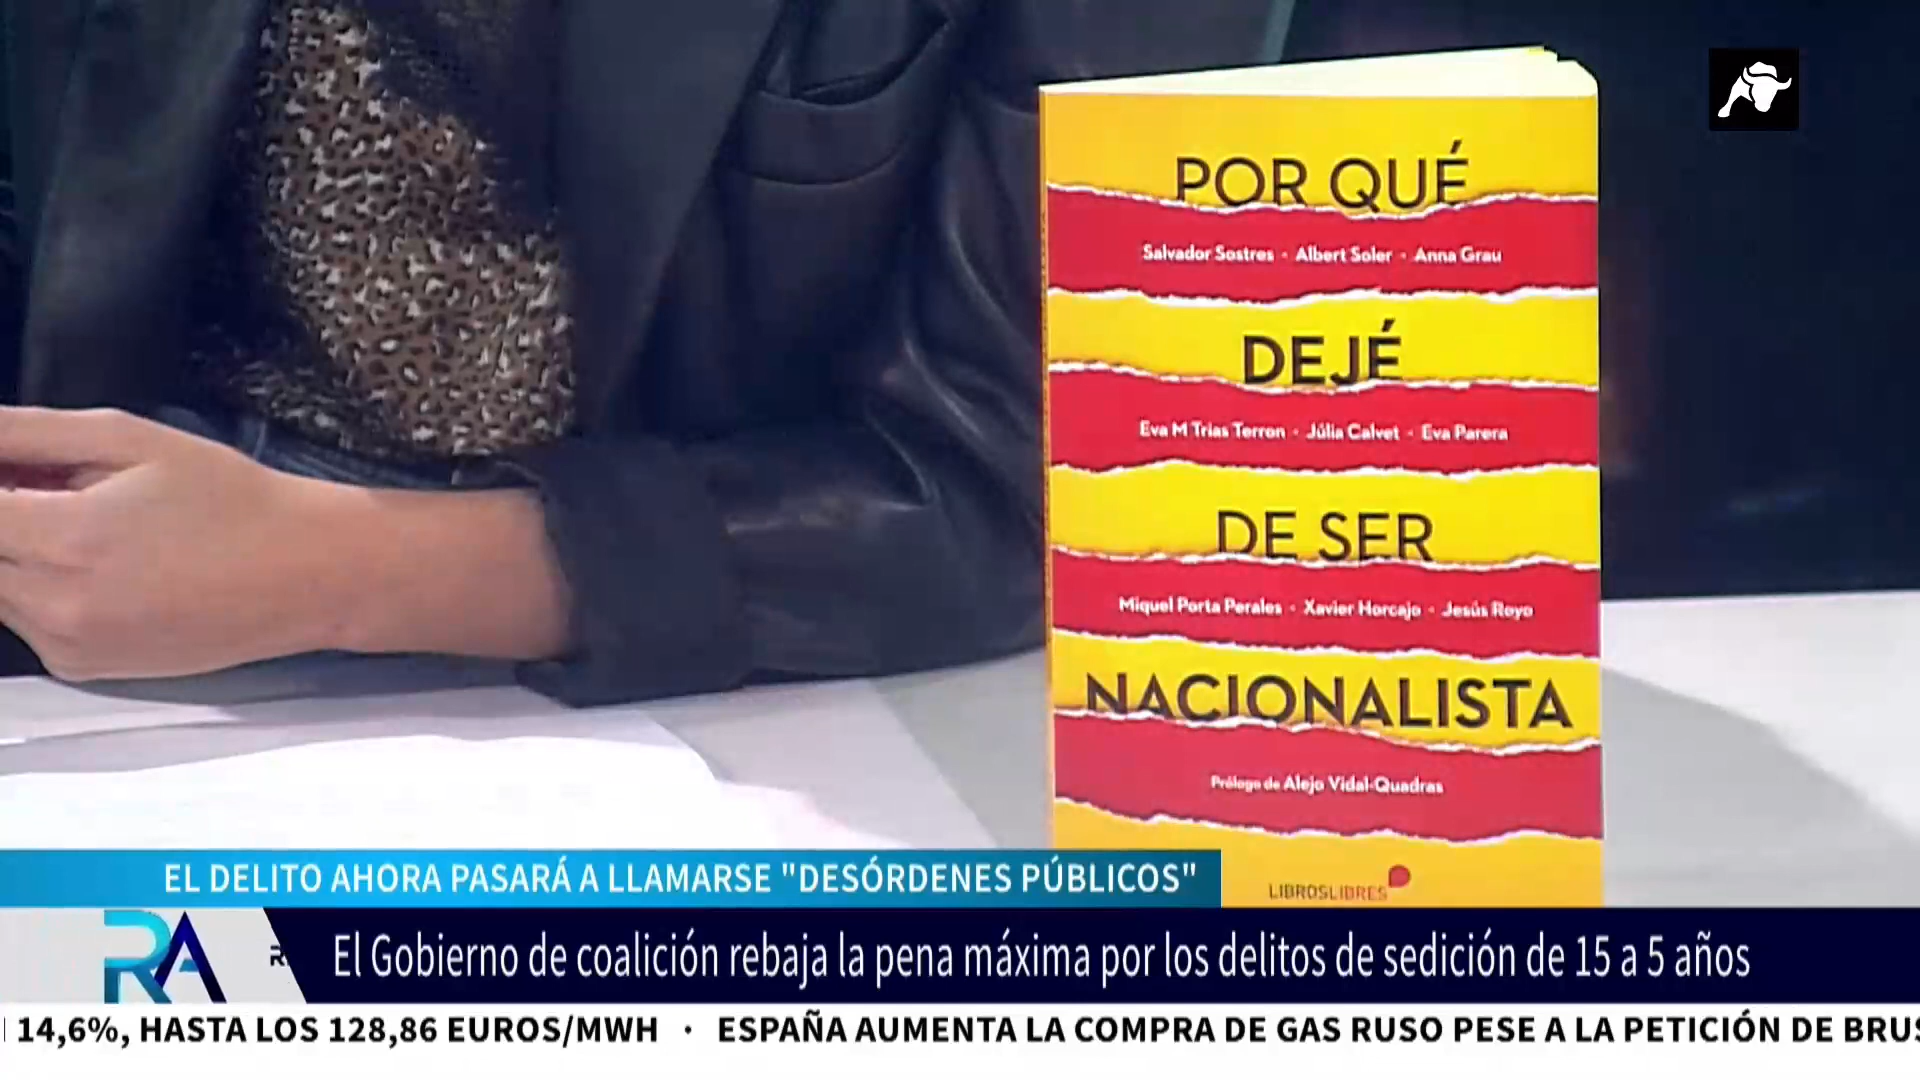 POR QUÉ
Salvador Sostres - Albert Soler - Anna Grau
DEJÉ
Eva M Trias Terron - Júlia Calvet - Eva Parera
DE SER
Miquel Porta Perales - Xavier Horcajo - Jesús Royo
NACIONALISTA
Prólogo de Alejo Vidal-Quadras
LIBROSLIBRES
EL DELITO AHORA PASARÁ A LLAMARSE "DESÓRDENES PÚBLICOS"
RA
El Gobierno de coalición rebaja la pena máxima por los delitos de sedición de 15 a 5 años
14,6%, HASTA LOS 128,86 EUROS/MWH · ESPAÑA AUMENTA LA COMPRA DE GAS RUSO PESE A LA PETICIÓN DE BRUS